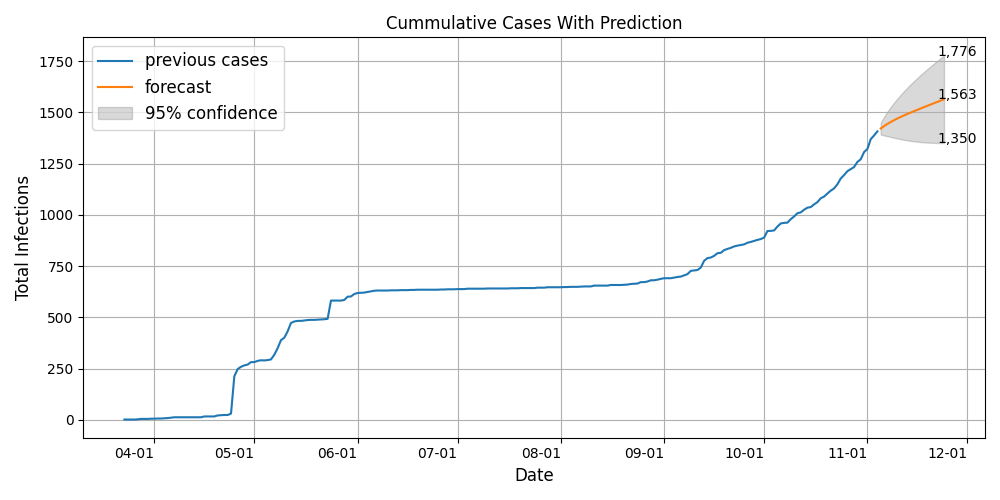 Cummulative Cases With Prediction
previous cases
forecast
95% confidence
1,776
1,563
1,350
1750
1500
1250
1000
750
500
250
0
Total Infections
04-01 05-01 06-01 07-01 08-01 09-01 10-01 11-01 12-01
Date